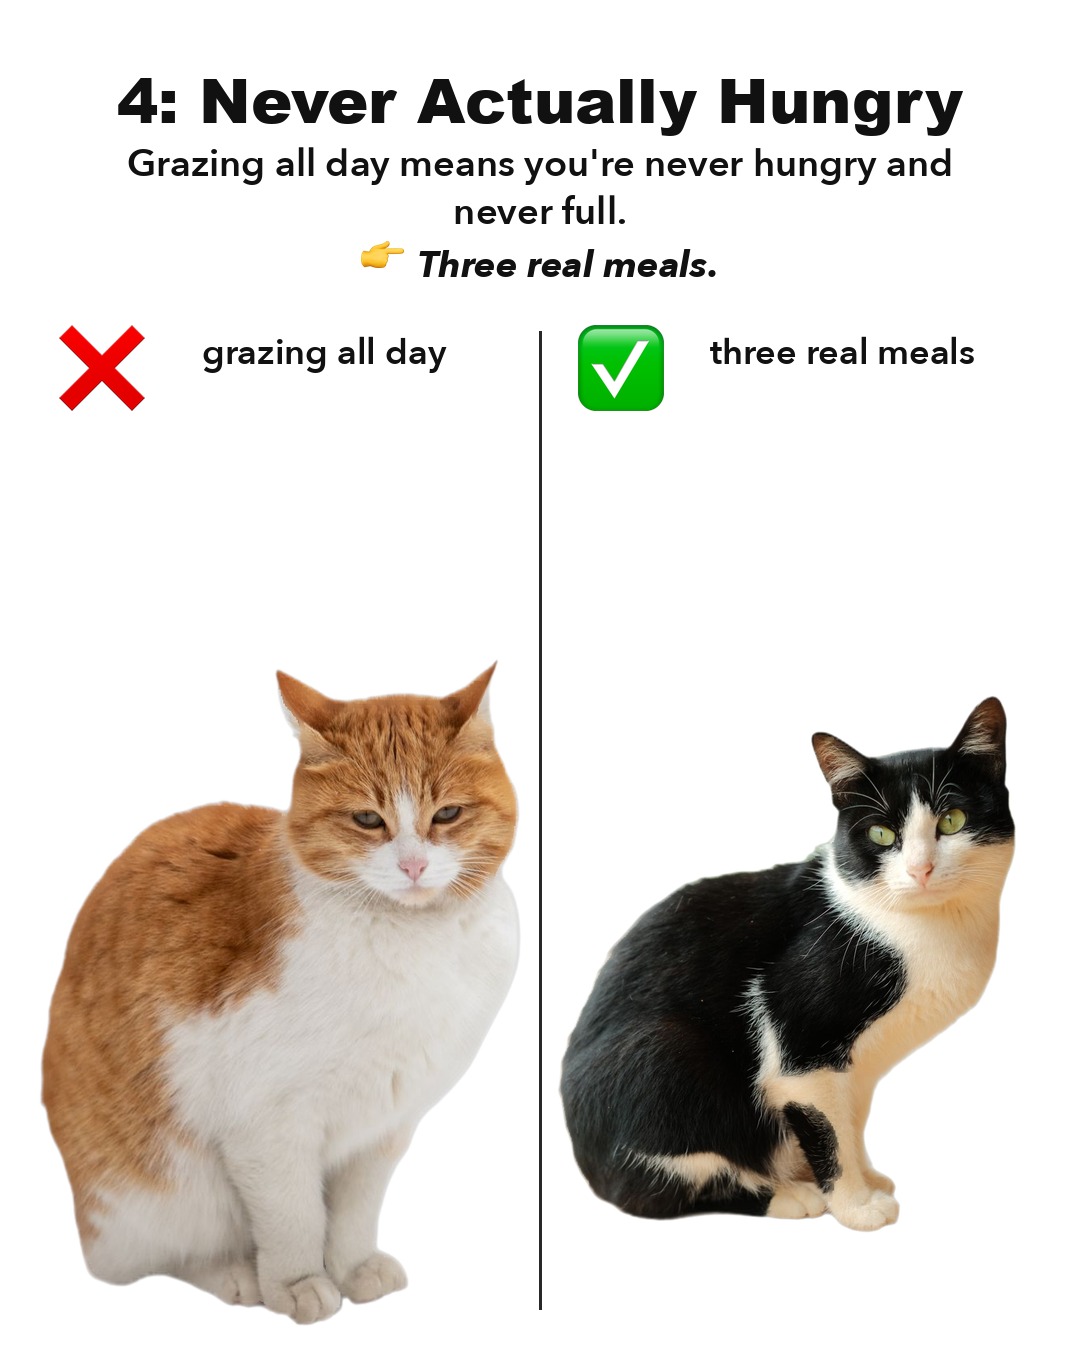 4: Never Actually Hungry
Grazing all day means you're never hungry and
never full.
👉 Three real meals.
❌ grazing all day
✅ three real meals